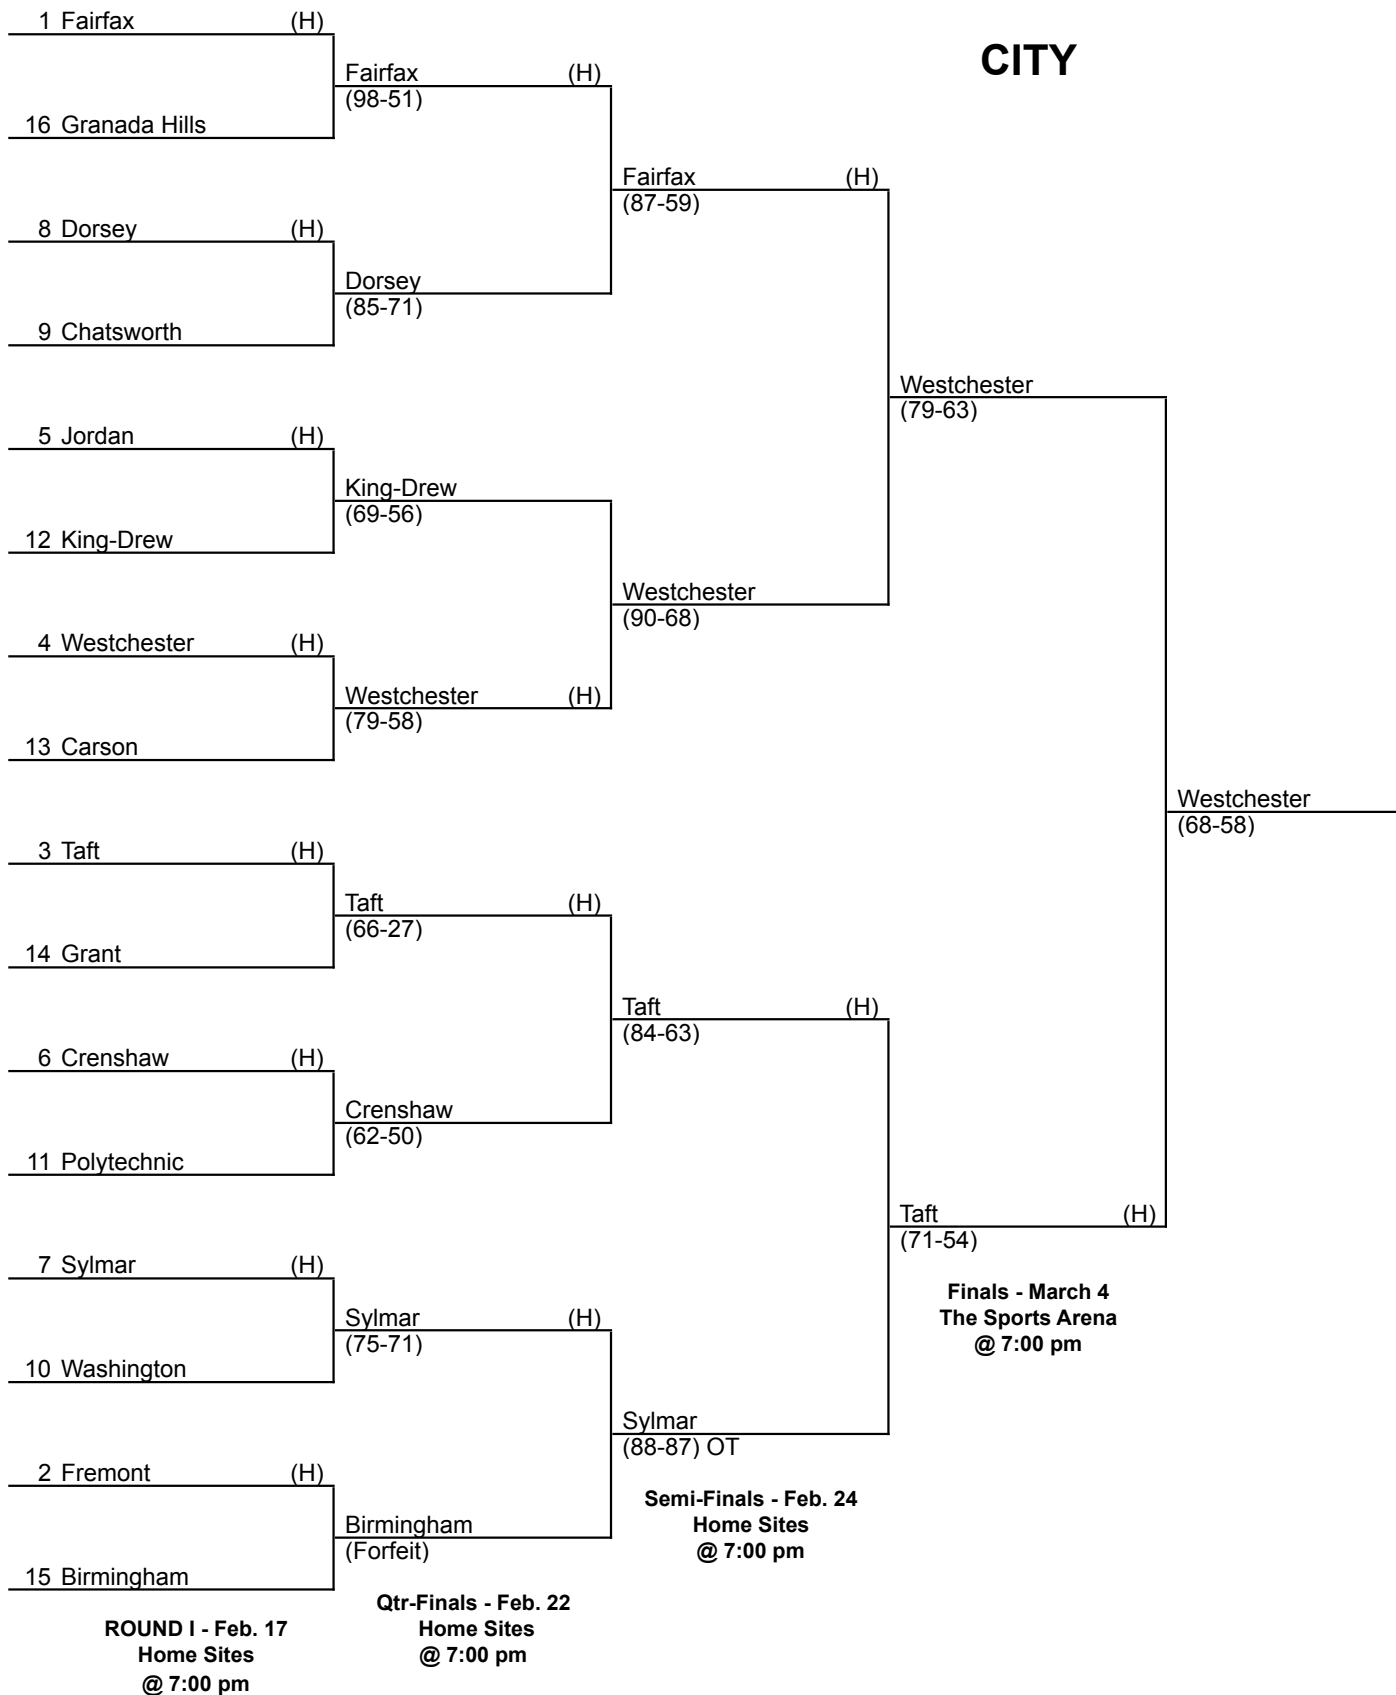 CITY
1 Fairfax (H)
16 Granada Hills
8 Dorsey (H)
9 Chatsworth
5 Jordan (H)
12 King-Drew
4 Westchester (H)
13 Carson
3 Taft (H)
14 Grant
6 Crenshaw (H)
11 Polytechnic
7 Sylmar (H)
10 Washington
2 Fremont (H)
15 Birmingham
ROUND I - Feb. 17
Home Sites
@ 7:00 pm
Fairfax (H)
(98-51)
Dorsey
(85-71)
King-Drew
(69-56)
Westchester (H)
(79-58)
Taft (H)
(66-27)
Crenshaw
(62-50)
Sylmar (H)
(75-71)
Birmingham
(Forfeit)
Qtr-Finals - Feb. 22
Home Sites
@ 7:00 pm
Fairfax (H)
(87-59)
Westchester
(90-68)
Taft (H)
(84-63)
Sylmar
(88-87) OT
Semi-Finals - Feb. 24
Home Sites
@ 7:00 pm
Westchester
(79-63)
Taft (H)
(71-54)
Finals - March 4
The Sports Arena
@ 7:00 pm
Westchester
(68-58)